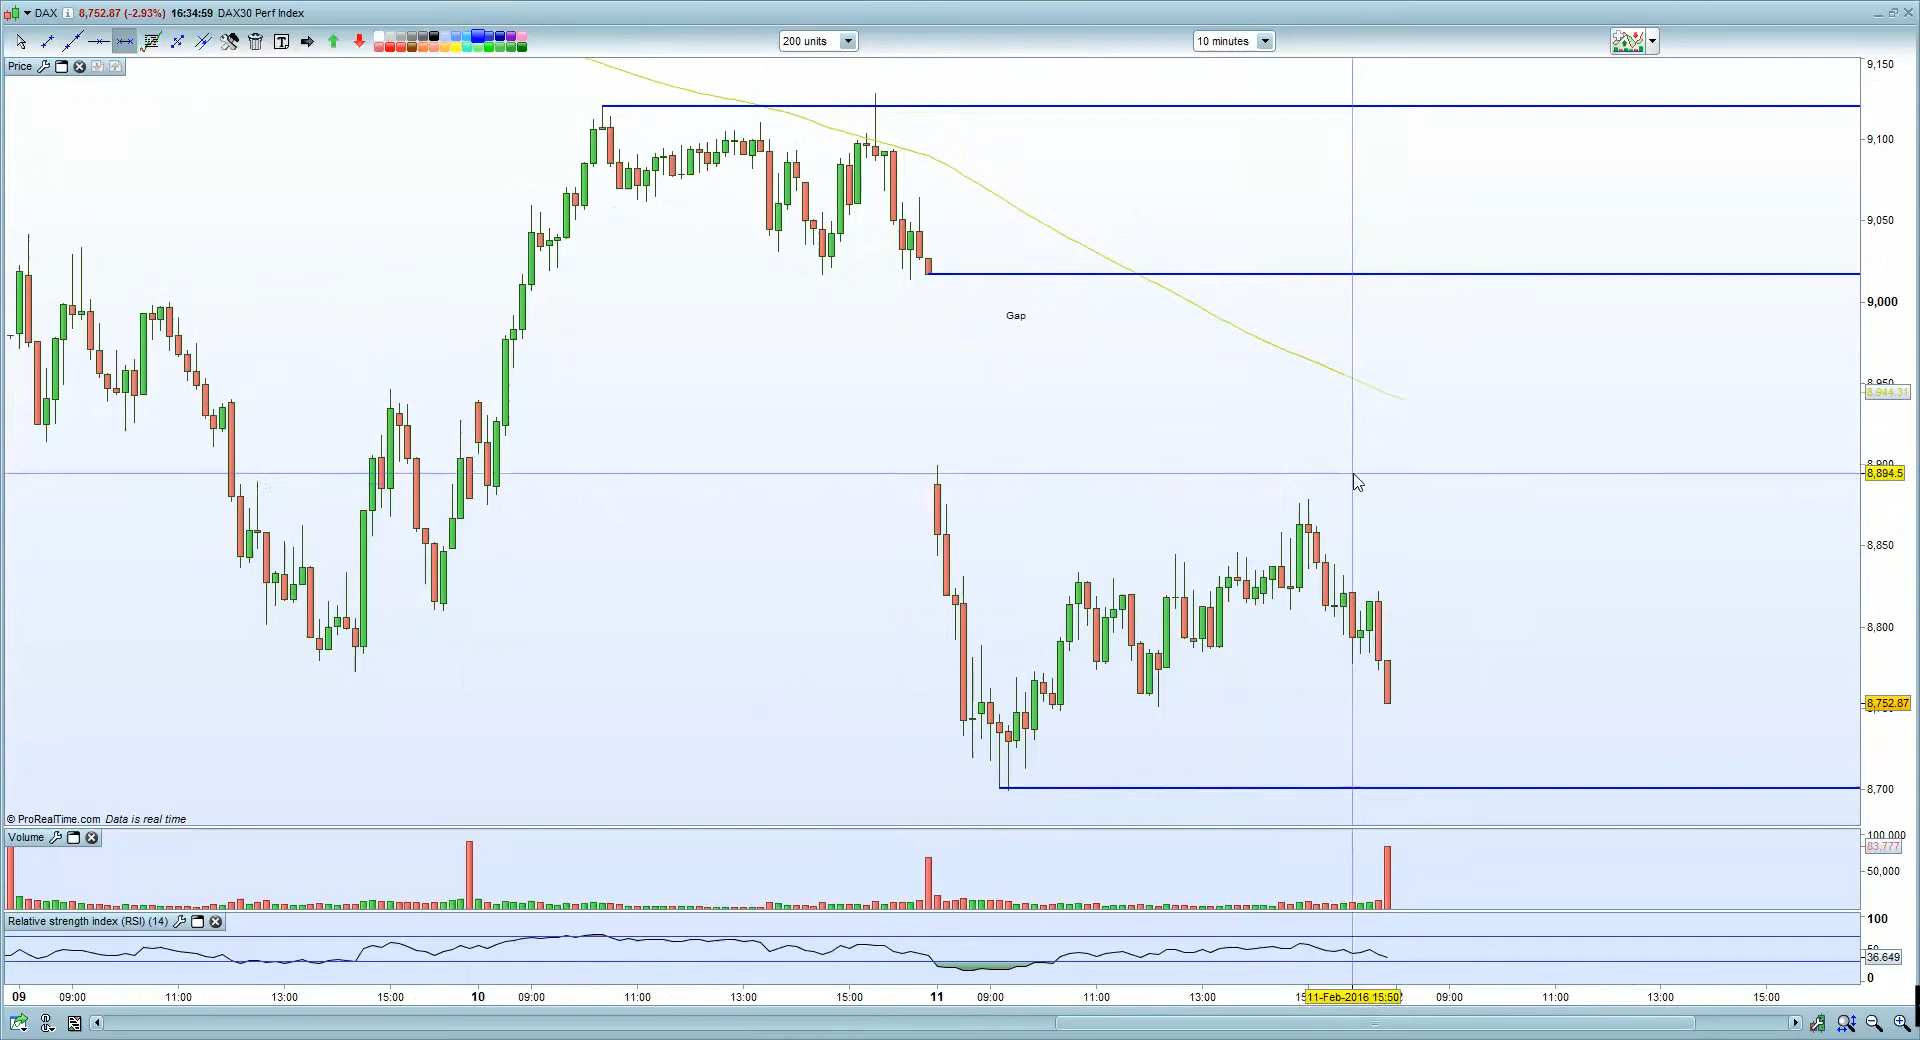 DAX 8,752.87 (-2.93%) 16:34:59 DAX30 Perf Index
200 units 10 minutes
Price
9,150
9,100
9,050
Gap
9,000
8,950
8,944.31
8,900
8,894.5
8,850
8,800
8,752.87
8,700
© ProRealTime.com Data is real time
Volume
100,000
83,777
50,000
Relative strength index (RSI) (14)
100
50
36.649
0
09 09:00 11:00 13:00 15:00 10 09:00 11:00 13:00 15:00 11 09:00 11:00 13:00 11-Feb-2016 15:50 09:00 11:00 13:00 15:00